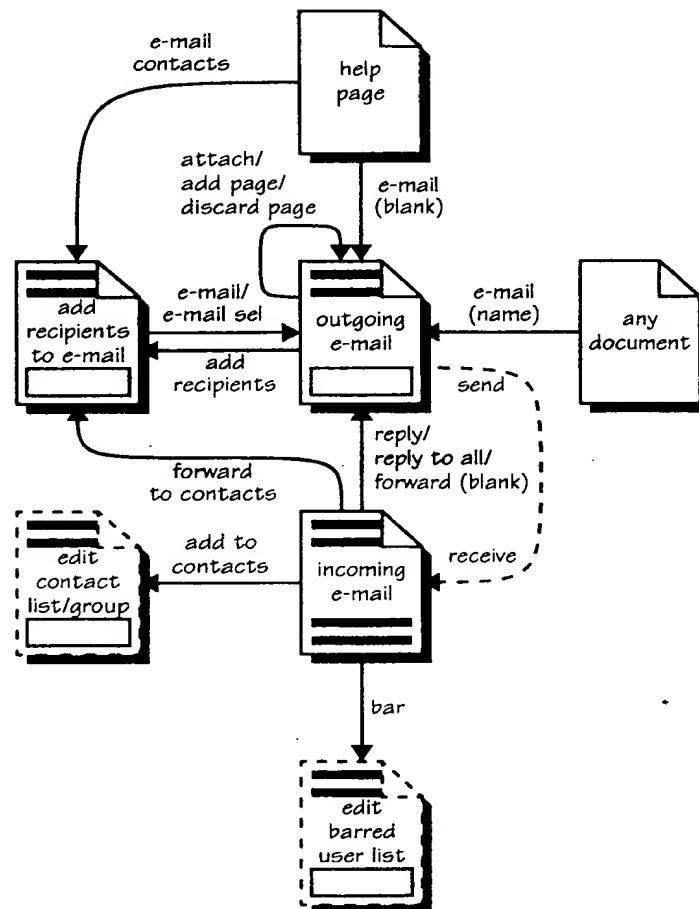 e-mail
contacts
help
page
attach/
add page/
discard page
e-mail
(blank)
add
recipients
to e-mail
e-mail/
e-mail sel
add
recipients
outgoing
e-mail
e-mail
(name)
any
document
send
reply/
reply to all/
forward (blank)
forward
to contacts
edit
contact
list/group
add to
contacts
incoming
e-mail
receive
bar
edit
barred
user list